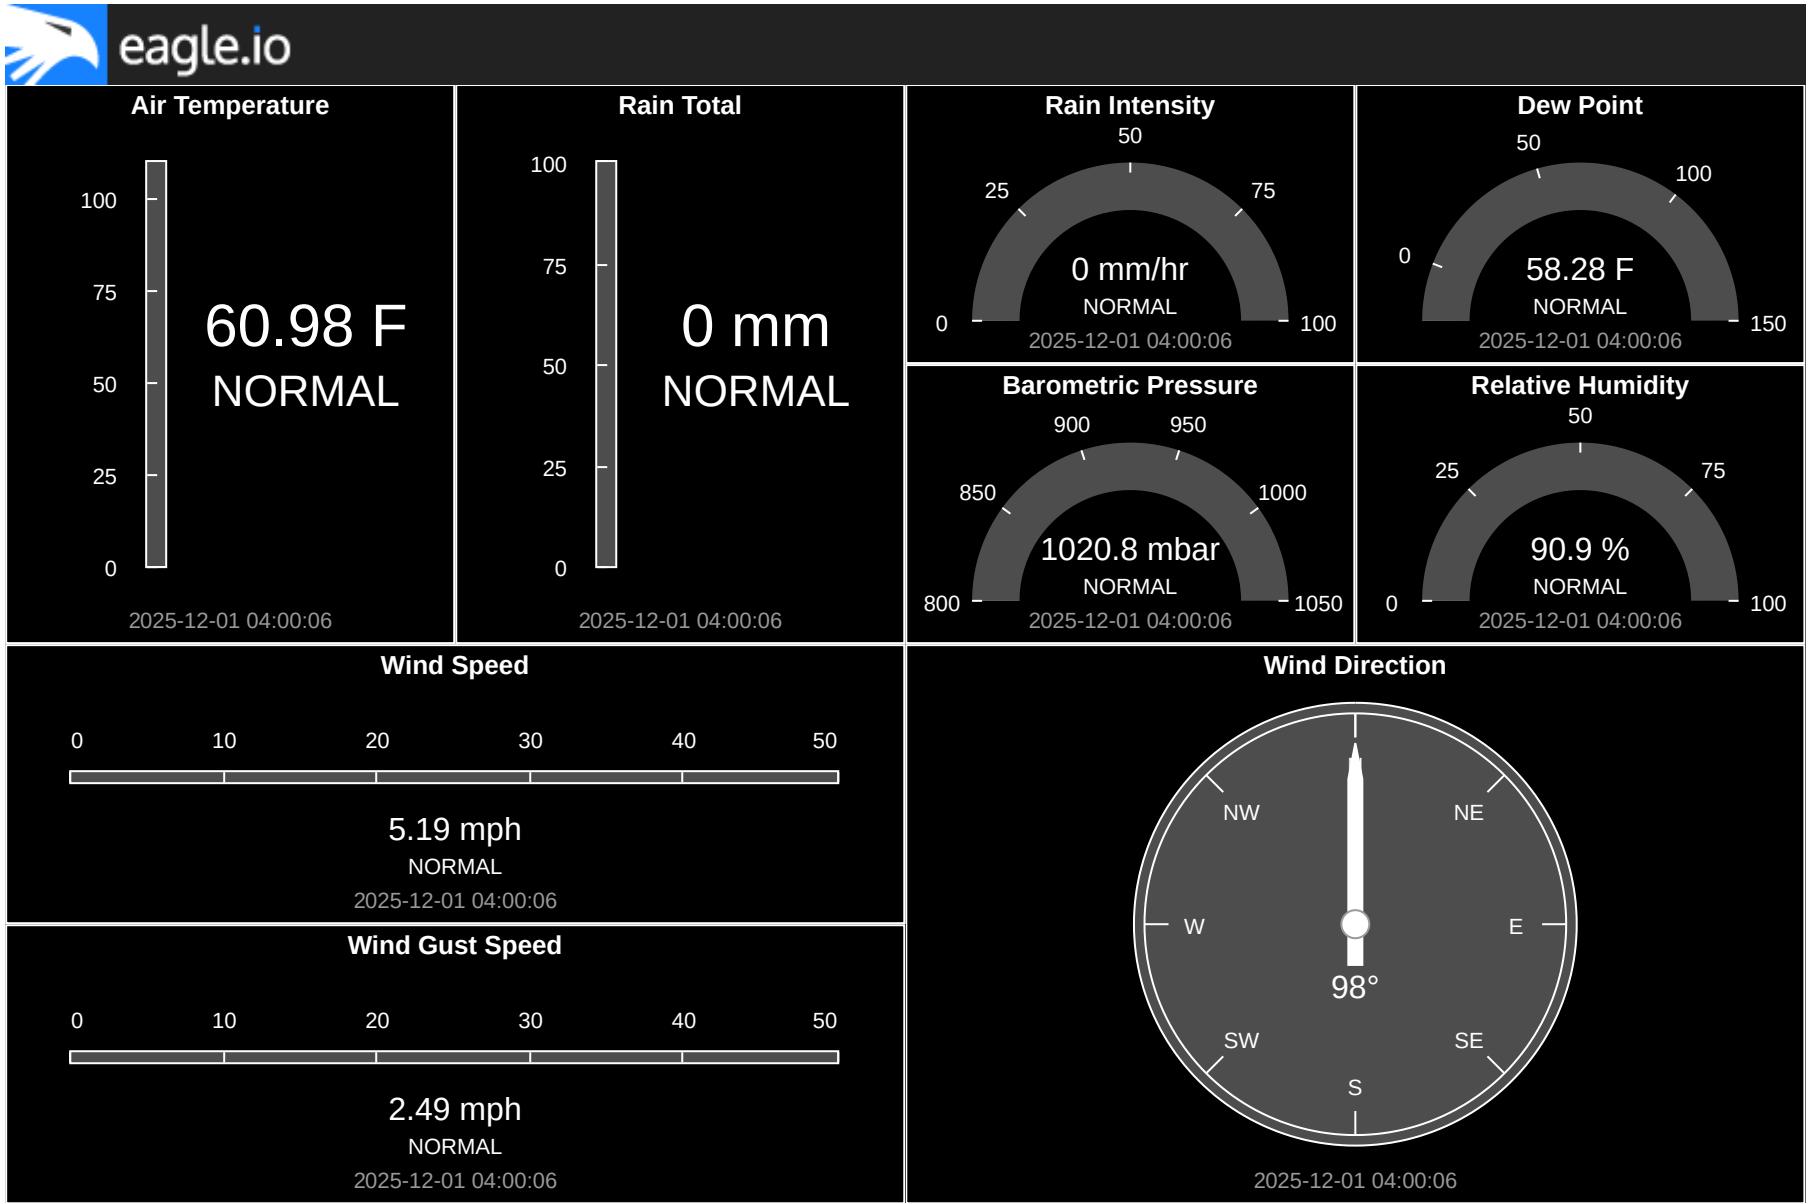 eagle.io
Air Temperature
100
75
50
25
0
60.98 F
NORMAL
2025-12-01 04:00:06
Rain Total
100
75
50
25
0
0 mm
NORMAL
2025-12-01 04:00:06
Rain Intensity
50
25 75
0 mm/hr
NORMAL
0 100
2025-12-01 04:00:06
Dew Point
50
100
0
58.28 F
NORMAL
150
2025-12-01 04:00:06
Barometric Pressure
900 950
850 1000
1020.8 mbar
NORMAL
800 1050
2025-12-01 04:00:06
Relative Humidity
50
25 75
90.9 %
NORMAL
0 100
2025-12-01 04:00:06
Wind Speed
0 10 20 30 40 50
5.19 mph
NORMAL
2025-12-01 04:00:06
Wind Gust Speed
0 10 20 30 40 50
2.49 mph
NORMAL
2025-12-01 04:00:06
Wind Direction
NW NE
W E
98°
SW SE
S
2025-12-01 04:00:06